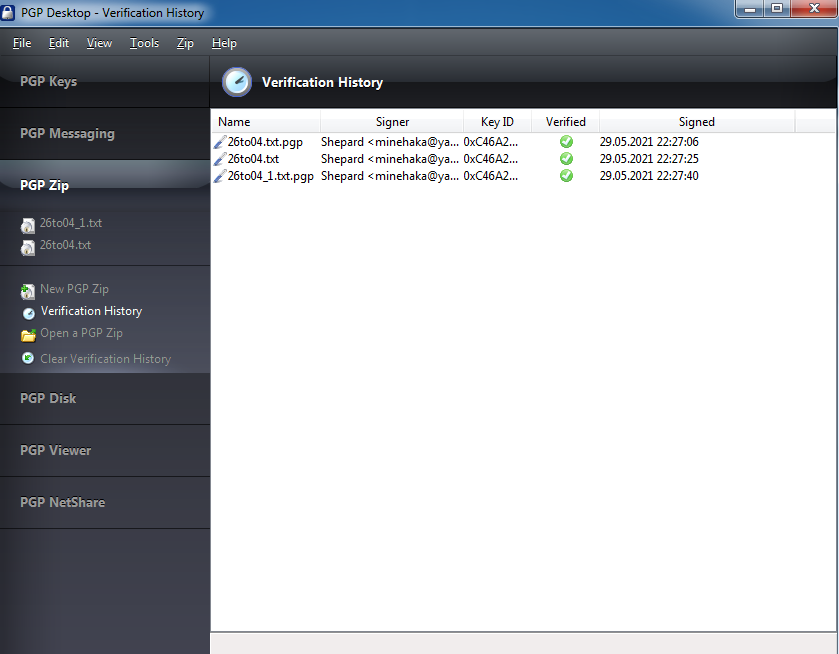 PGP Desktop - Verification History
File Edit View Tools Zip Help
PGP Keys
PGP Messaging
PGP Zip
26to04_1.txt
26to04.txt
New PGP Zip
Verification History
Open a PGP Zip
Clear Verification History
PGP Disk
PGP Viewer
PGP NetShare
Verification History
Name Signer Key ID Verified Signed
26to04.txt.pgp Shepard <minehaka@ya... 0xC46A2... 29.05.2021 22:27:06
26to04.txt Shepard <minehaka@ya... 0xC46A2... 29.05.2021 22:27:25
26to04_1.txt.pgp Shepard <minehaka@ya... 0xC46A2... 29.05.2021 22:27:40